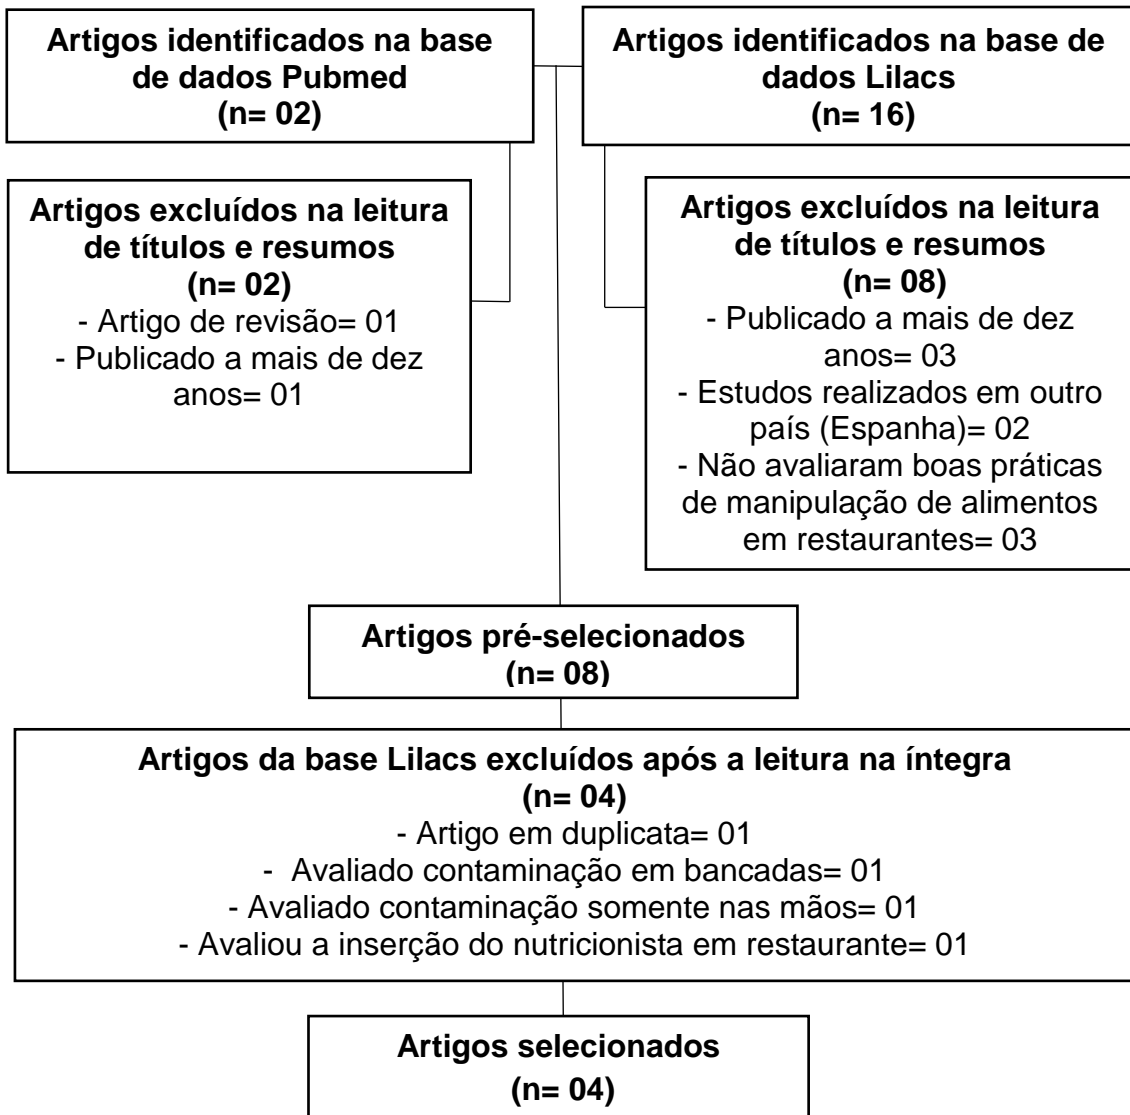 Artigos identificados na base
de dados Pubmed
(n= 02)
Artigos identificados na base de
dados Lilacs
(n= 16)
Artigos excluídos na leitura
de títulos e resumos
(n= 02)
- Artigo de revisão= 01
- Publicado a mais de dez
anos= 01
Artigos excluídos na leitura
de títulos e resumos
(n= 08)
- Publicado a mais de dez
anos= 03
- Estudos realizados em outro
país (Espanha)= 02
- Não avaliaram boas práticas
de manipulação de alimentos
em restaurantes= 03
Artigos pré-selecionados
(n= 08)
Artigos da base Lilacs excluídos após a leitura na íntegra
(n= 04)
- Artigo em duplicata= 01
- Avaliado contaminação em bancadas= 01
- Avaliado contaminação somente nas mãos= 01
- Avaliou a inserção do nutricionista em restaurante= 01
Artigos selecionados
(n= 04)